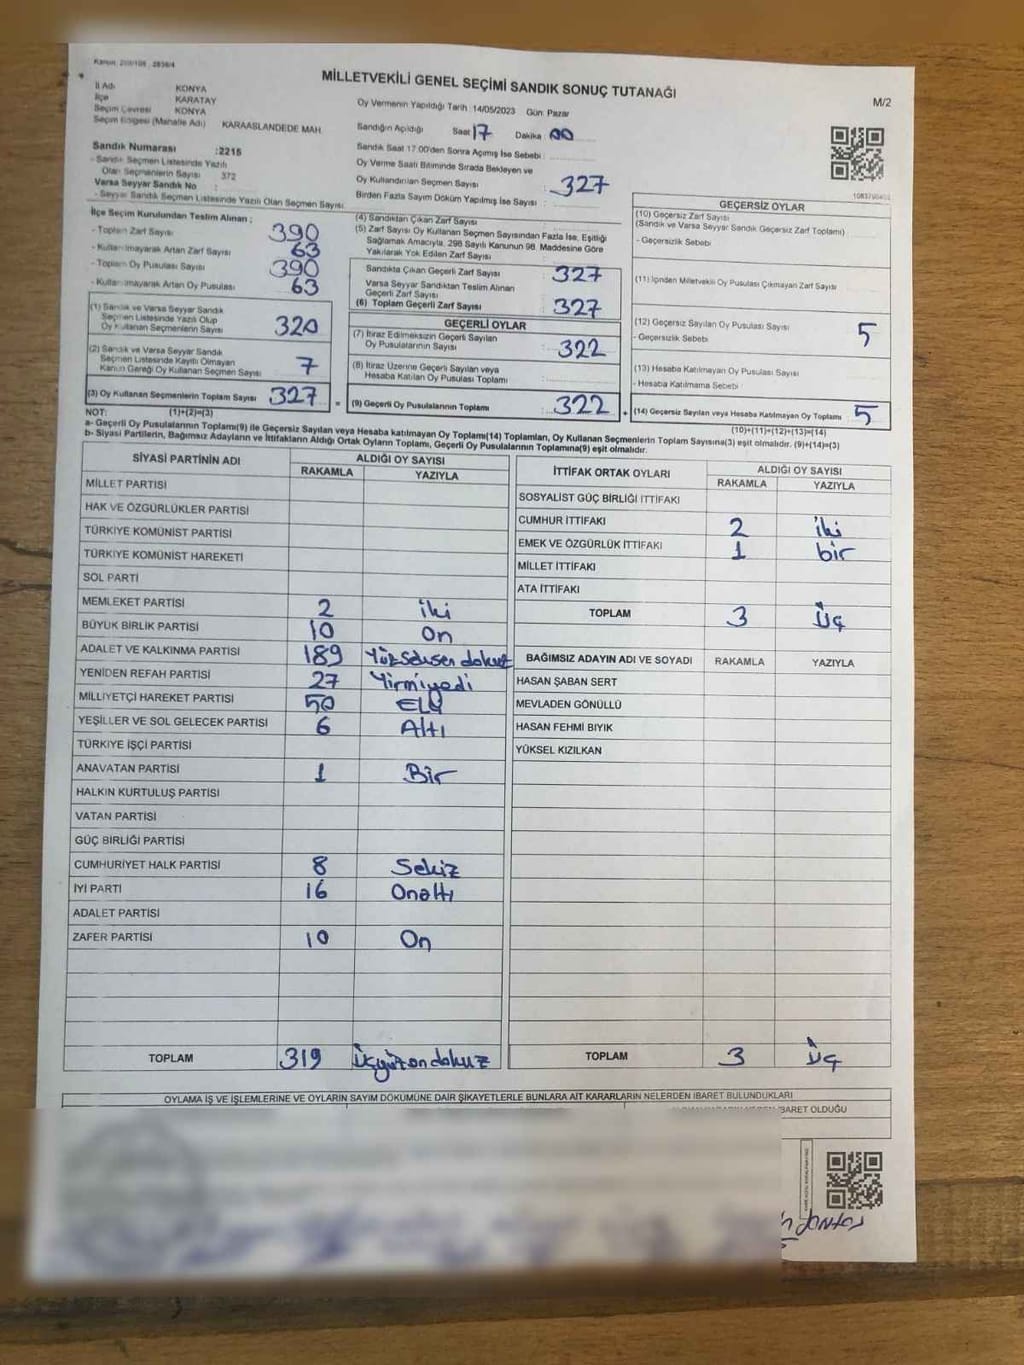 MİLLETVEKİLİ GENEL SEÇİMİ SANDIK SONUÇ TUTANAĞI
M/2
İl Adı KONYA
İlçe KARATAY
Seçim Çevresi KONYA
Seçim Bölgesi (Mahalle Adı) KARAASLANDEDE MAH.
Sandık Numarası :2215
- Sandık Seçmen Listesinde Yazılı
Olan Seçmenlerin Sayısı 372
Varsa Seyyar Sandık No :
- Seyyar Sandık Seçmen Listesinde Yazılı Olan Seçmen Sayısı
Oy Vermenin Yapıldığı Tarih :14/05/2023 Gün: Pazar
Sandığın Açıldığı Saat 17 Dakika 00
Sandık Saat 17.00'den Sonra Açımış İse Sebebi :
Oy Verme Saati Bitiminde Sırada Bekleyen ve
Oy Kullandırılan Seçmen Sayısı : 327
Birden Fazla Sayım Döküm Yapılmış İse Sayısı :
İlçe Seçim Kurulundan Teslim Alınan ;
- Toplam Zarf Sayısı 390
- Kullanılmayarak Artan Zarf Sayısı 63
- Toplam Oy Pusulası Sayısı 390
- Kullanılmayarak Artan Oy Pusulası 63
(1) Sandık ve Varsa Seyyar Sandık
Seçmen Listesinde Yazılı Olup
Oy Kullanan Seçmenlerin Sayısı 320
(2) Sandık ve Varsa Seyyar Sandık
Seçmen Listesinde Kayıtlı Olmayan
Kanun Gereği Oy Kullanan Seçmen Sayısı 7
(3) Oy Kullanan Seçmenlerin Toplam Sayısı 327 =
(4) Sandıktan Çıkan Zarf Sayısı
(5) Zarf Sayısı Oy Kullanan Seçmen Sayısından Fazla İse, Eşitliği
Sağlamak Amacıyla, 298 Sayılı Kanunun 98. Maddesine Göre
Yakılarak Yok Edilen Zarf Sayısı :
Sandıkta Çıkan Geçerli Zarf Sayısı 327
Varsa Seyyar Sandıktan Teslim Alınan
Geçerli Zarf Sayısı
(6) Toplam Geçerli Zarf Sayısı 327
GEÇERLİ OYLAR
(7) İtiraz Edilmeksizin Geçerli Sayılan
Oy Pusulalarının Sayısı 322
(8) İtiraz Üzerine Geçerli Sayılan veya
Hesaba Katılan Oy Pusulası Toplamı :
(9) Geçerli Oy Pusulalarının Toplamı 322 +
GEÇERSİZ OYLAR
(10) Geçersiz Zarf Sayısı
(Sandık ve Varsa Seyyar Sandık Geçersiz Zarf Toplamı)
- Geçersizlik Sebebi
(11) İçinden Milletvekili Oy Pusulası Çıkmayan Zarf Sayısı
(12) Geçersiz Sayılan Oy Pusulası Sayısı 5
- Geçersizlik Sebebi
(13) Hesaba Katılmayan Oy Pusulası Sayısı
- Hesaba Katılmama Sebebi
(14) Geçersiz Sayılan veya Hesaba Katılmayan Oy Toplamı 5
NOT: (1)+(2)=(3)
(10)+(11)+(12)+(13)=(14)
a- Geçerli Oy Pusulalarının Toplamı(9) ile Geçersiz Sayılan veya Hesaba katılmayan Oy Toplamı(14) Toplamları, Oy Kullanan Seçmenlerin Toplam Sayısına(3) eşit olmalıdır. (9)+(14)=(3)
b- Siyasi Partilerin, Bağımsız Adayların ve İttifakların Aldığı Ortak Oyların Toplamı, Geçerli Oy Pusulalarının Toplamına(9) eşit olmalıdır.
SİYASİ PARTİNİN ADI ALDIĞI OY SAYISI
RAKAMLA YAZIYLA
MİLLET PARTİSİ
HAK VE ÖZGÜRLÜKLER PARTİSİ
TÜRKİYE KOMÜNİST PARTİSİ
TÜRKİYE KOMÜNİST HAREKETİ
SOL PARTİ
MEMLEKET PARTİSİ 2 iki
BÜYÜK BİRLİK PARTİSİ 10 On
ADALET VE KALKINMA PARTİSİ 189 Yüzseksen dokuz
YENİDEN REFAH PARTİSİ 27 Yirmiyedi
MİLLİYETÇİ HAREKET PARTİSİ 50 Elli
YEŞİLLER VE SOL GELECEK PARTİSİ 6 Altı
TÜRKİYE İŞÇİ PARTİSİ
ANAVATAN PARTİSİ 1 Bir
HALKIN KURTULUŞ PARTİSİ
VATAN PARTİSİ
GÜÇ BİRLİĞİ PARTİSİ
CUMHURİYET HALK PARTİSİ 8 Sekiz
İYİ PARTİ 16 Onaltı
ADALET PARTİSİ
ZAFER PARTİSİ 10 On
TOPLAM 319 Üçyüzondokuz
İTTİFAK ORTAK OYLARI ALDIĞI OY SAYISI
RAKAMLA YAZIYLA
SOSYALİST GÜÇ BİRLİĞİ İTTİFAKI
CUMHUR İTTİFAKI 2 iki
EMEK VE ÖZGÜRLÜK İTTİFAKI 1 bir
MİLLET İTTİFAKI
ATA İTTİFAKI
TOPLAM 3 Üç
BAĞIMSIZ ADAYIN ADI VE SOYADI RAKAMLA YAZIYLA
HASAN ŞABAN SERT
MEVLADEN GÖNÜLLÜ
HASAN FEHMİ BIYIK
YÜKSEL KIZILKAN
TOPLAM 3 Üç
OYLAMA İŞ VE İŞLEMLERİNE VE OYLARIN SAYIM DÖKÜMÜNE DAİR ŞİKAYETLERLE BUNLARA AİT KARARLARIN NELERDEN İBARET BULUNDUKLARI
BARET OLDUĞU